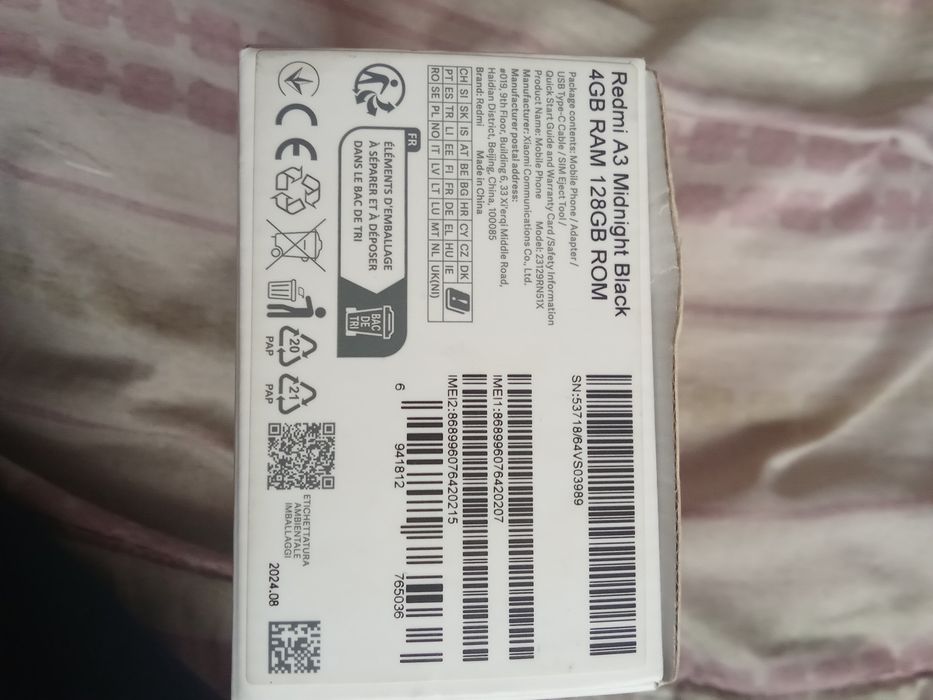 Redmi A3 Midnight Black
4GB RAM 128GB ROM
Package contents: Mobile Phone / Adapter /
USB Type-C Cable / SIM Eject Tool /
Quick Start Guide and Warranty Card /Safety Information
Product Name: Mobile Phone Model: 23129RN51X
Manufacturer: Xiaomi Communications Co., Ltd.
Manufacturer postal address:
#019, 9th Floor, Building 6, 33 Xi'erqi Middle Road,
Haidian District, Beijing, China, 100085
Brand: Redmi Made in China
CH SI SK IS AT BE BG HR CY CZ DK
PT ES TR LI EE FI FR DE EL HU IE
RO SE PL NO IT LV LT LU MT NL UK(NI)
FR
ÉLÉMENTS D'EMBALLAGE
À SÉPARER ET À DÉPOSER
DANS LE BAC DE TRI
BAC
DE
TRI
CE
20
PAP
21
PAP
SN:53718/64VS03989
IMEI1:868996076420207
IMEI2:868996076420215
6 941812 765036
ETICHETTATURA
AMBIENTALE
IMBALLAGGI
2024.08